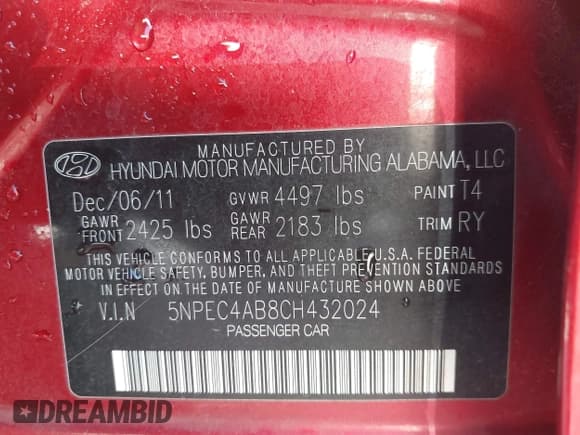 MANUFACTURED BY
HYUNDAI MOTOR MANUFACTURING ALABAMA, LLC
Dec/06/11 GVWR 4497 lbs PAINT T4
GAWR FRONT 2425 lbs GAWR REAR 2183 lbs TRIM RY
THIS VEHICLE CONFORMS TO ALL APPLICABLE U.S.A. FEDERAL
MOTOR VEHICLE SAFETY, BUMPER, AND THEFT PREVENTION STANDARDS
IN EFFECT ON THE DATE OF MANUFACTURE SHOWN ABOVE
V.I.N 5NPEC4AB8CH432024
PASSENGER CAR
DREAMBID